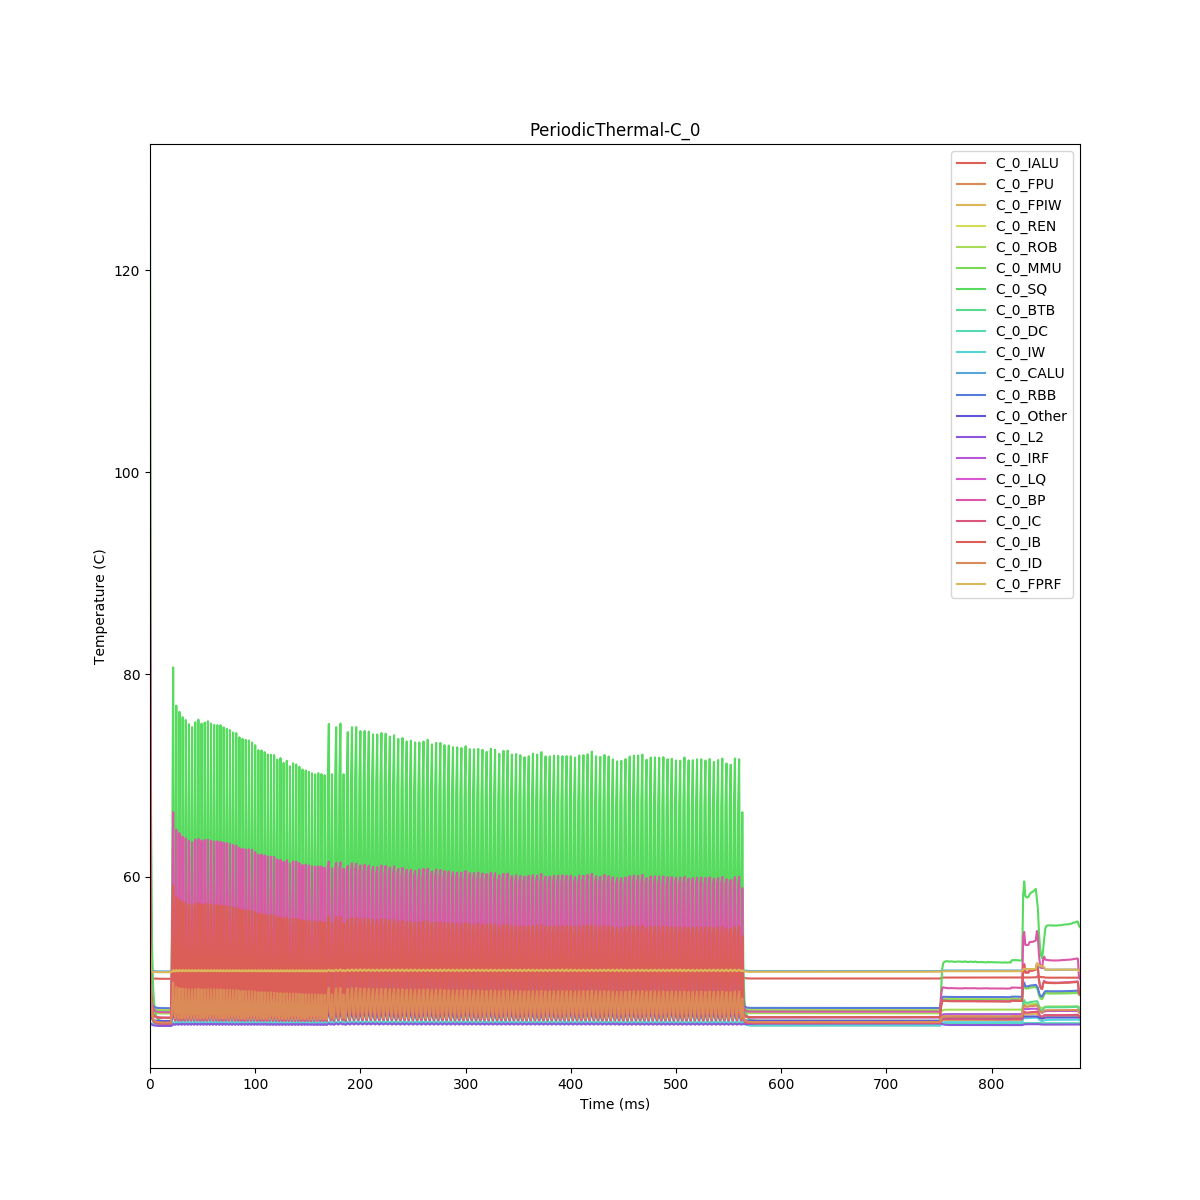 PeriodicThermal-C_0
C_0_IALU
C_0_FPU
C_0_FPIW
C_0_REN
C_0_ROB
C_0_MMU
C_0_SQ
C_0_BTB
C_0_DC
C_0_IW
C_0_CALU
C_0_RBB
C_0_Other
C_0_L2
C_0_IRF
C_0_LQ
C_0_BP
C_0_IC
C_0_IB
C_0_ID
C_0_FPRF
120
100
80
60
Temperature (C)
0 100 200 300 400 500 600 700 800
Time (ms)